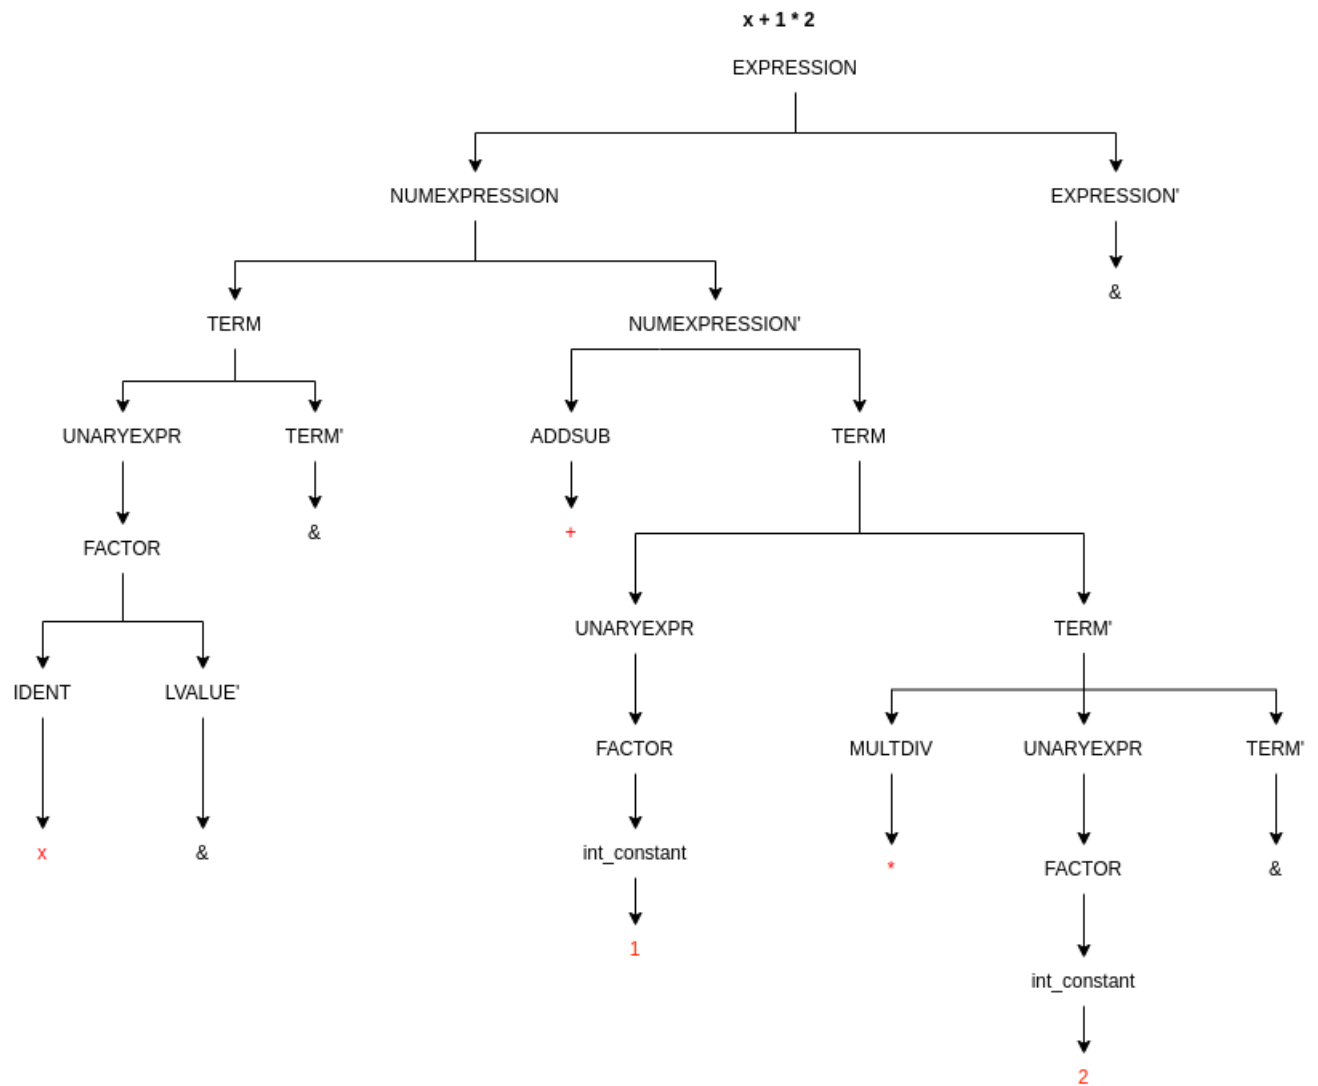 x + 1 * 2
EXPRESSION
NUMEXPRESSION EXPRESSION'
&
TERM NUMEXPRESSION'
UNARYEXPR TERM' ADDSUB TERM
& +
FACTOR
UNARYEXPR TERM'
IDENT LVALUE'
FACTOR MULTDIV UNARYEXPR TERM'
x & int_constant
* FACTOR &
1
int_constant
2